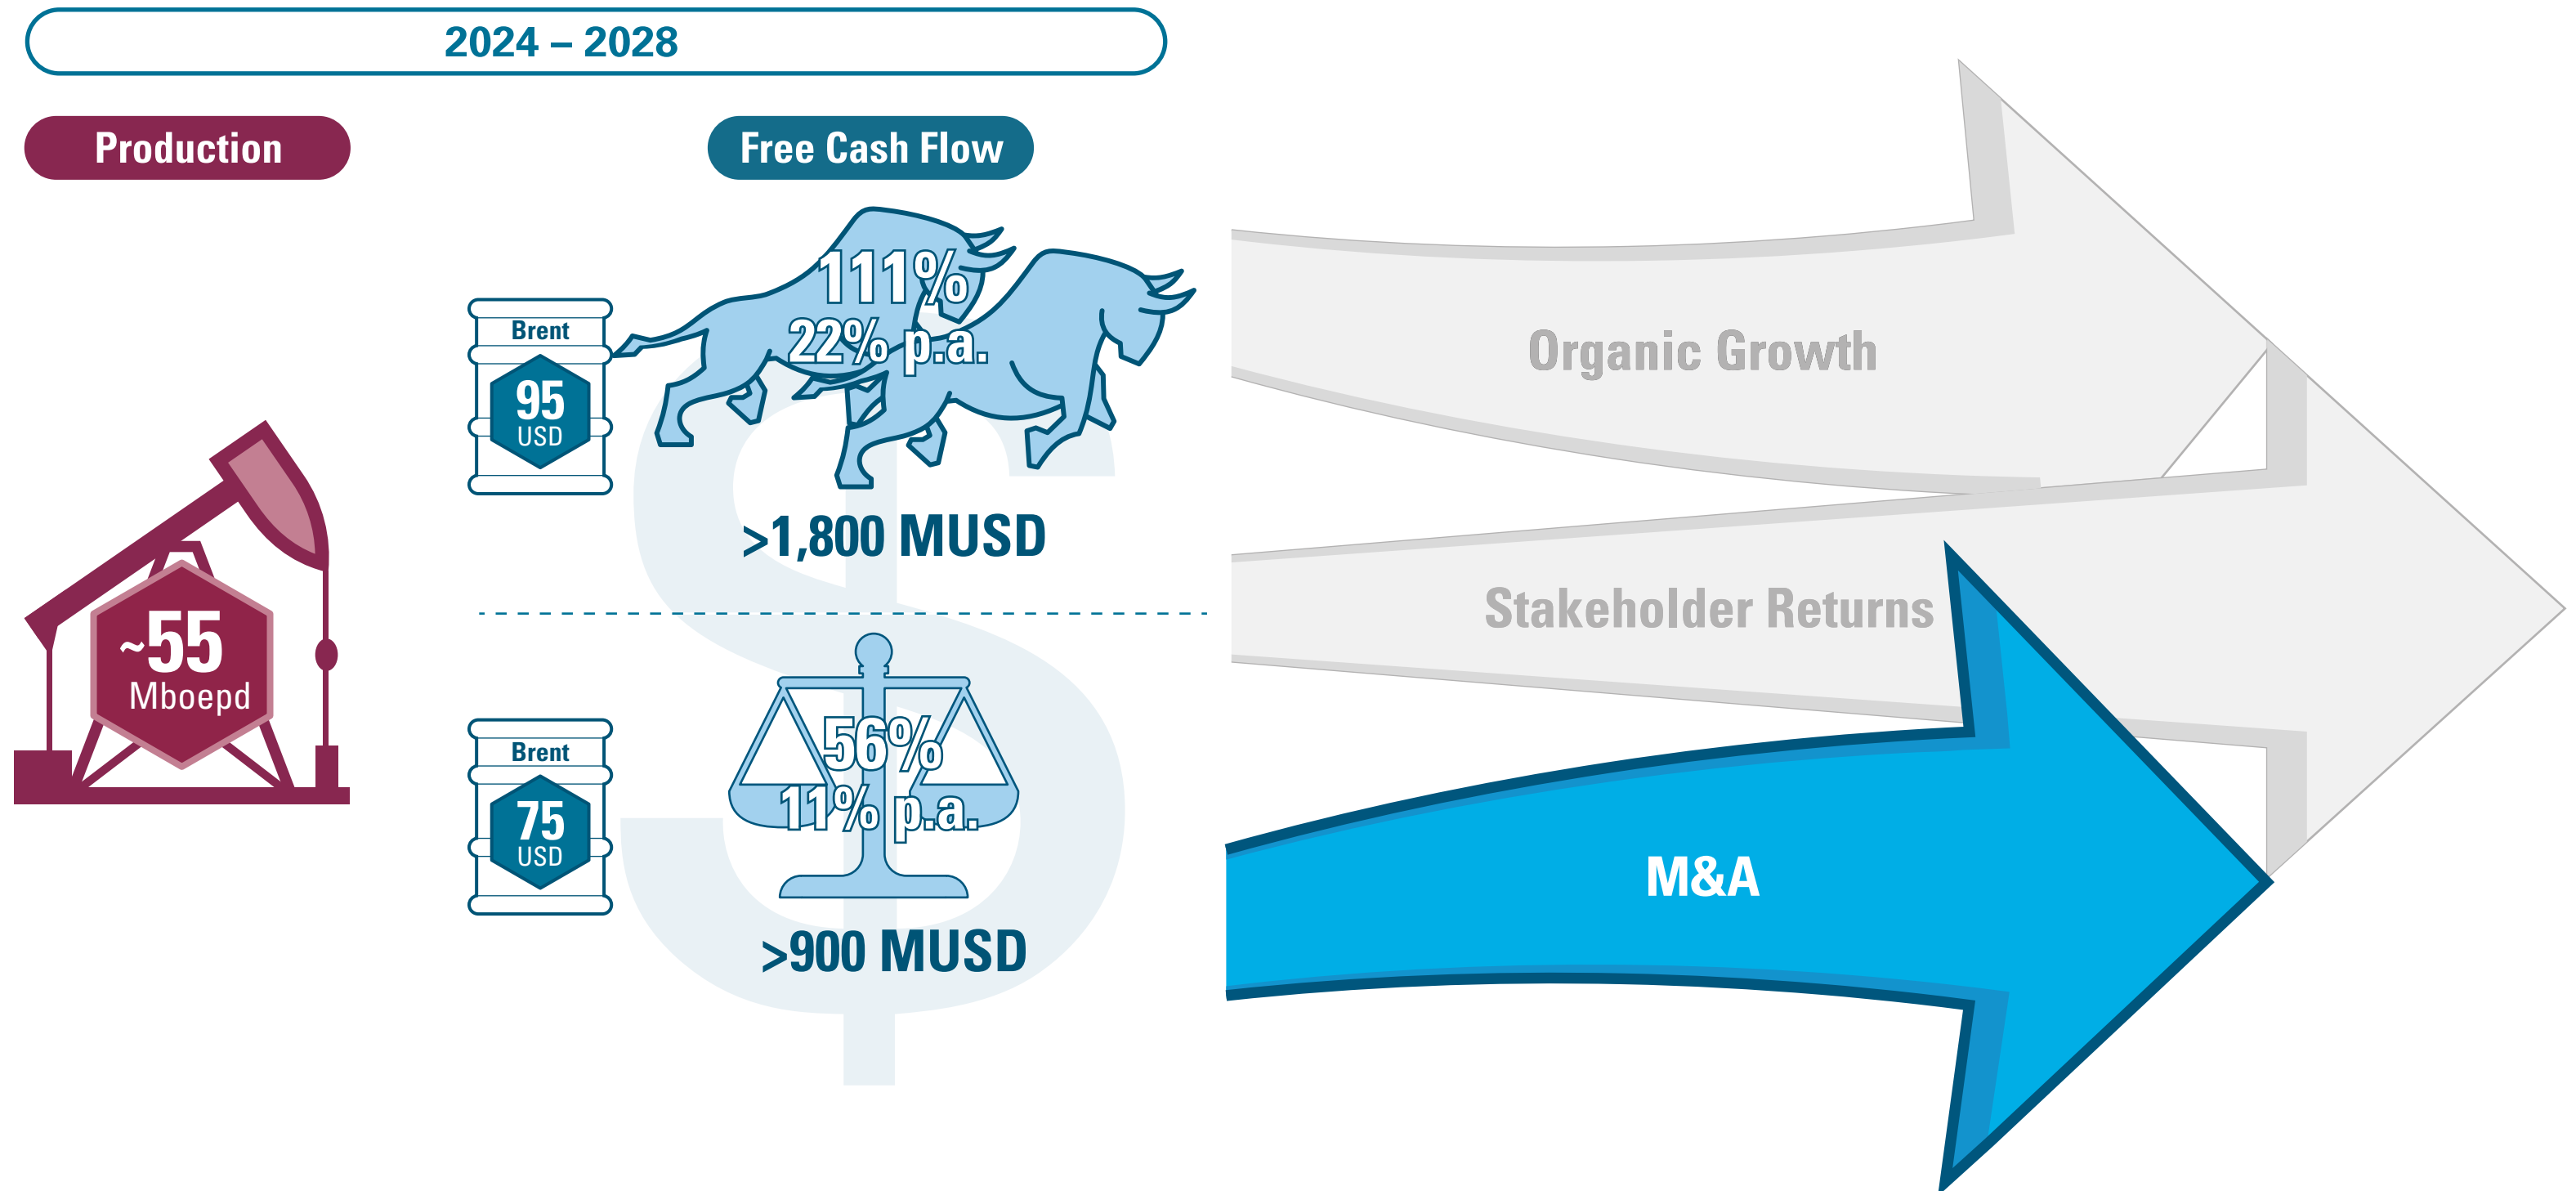 2024 – 2028
Production
Free Cash Flow
Brent
95
USD
111%
22% p.a.
>1,800 MUSD
~55
Mboepd
Brent
75
USD
56%
11% p.a.
>900 MUSD
Organic Growth
Stakeholder Returns
M&A